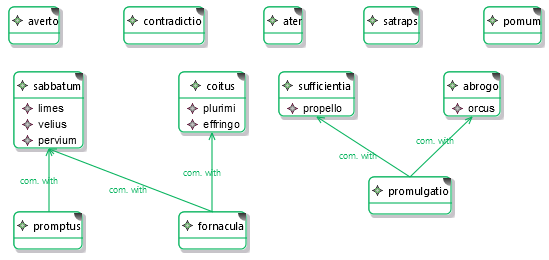 averto
contradictio
ater
satraps
pomum
sabbatum
limes
velius
pervium
coitus
plurimi
effringo
sufficientia
propello
abrogo
orcus
com. with
com. with
com. with
com. with
com. with
promulgatio
promptus
fornacula